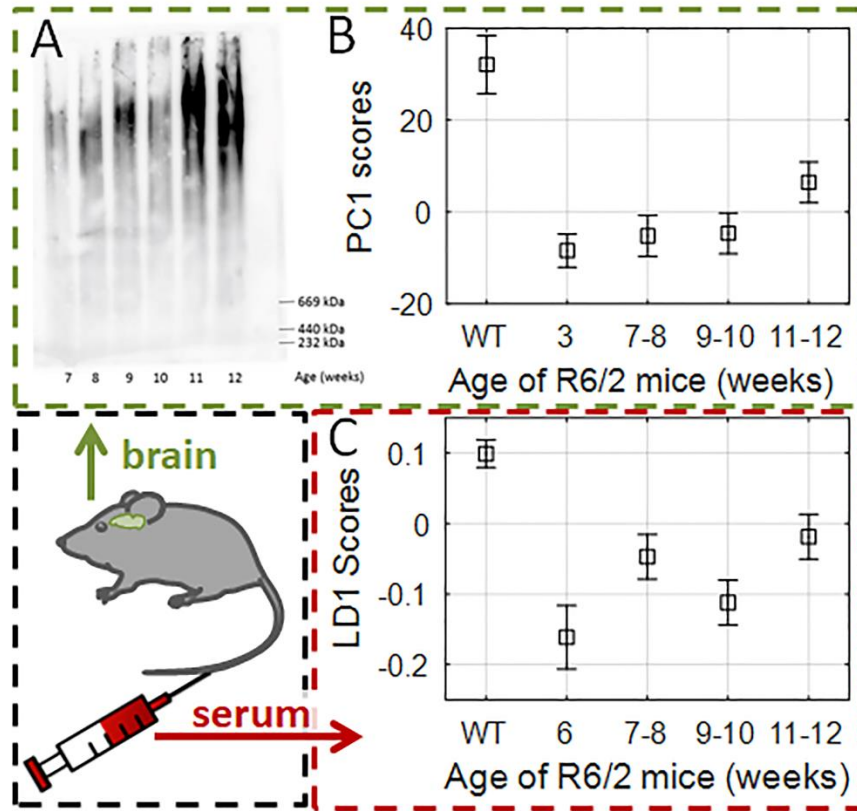 A
669 kDa
440 kDa
232 kDa
7 8 9 10 11 12 Age (weeks)
B
PC1 scores
40
20
0
-20
WT 3 7-8 9-10 11-12
Age of R6/2 mice (weeks)
brain
serum
C
LD1 Scores
0.1
0
-0.1
-0.2
WT 6 7-8 9-10 11-12
Age of R6/2 mice (weeks)